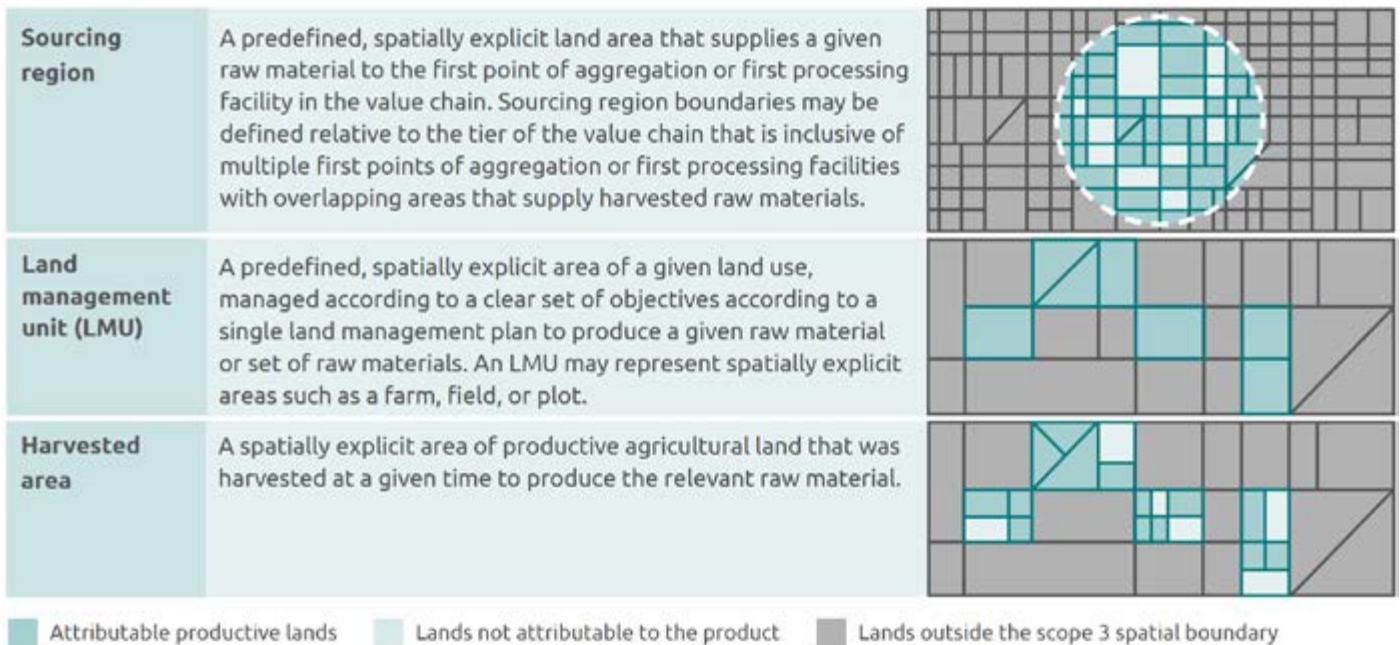 Sourcing
region
A predefined, spatially explicit land area that supplies a given
raw material to the first point of aggregation or first processing
facility in the value chain. Sourcing region boundaries may be
defined relative to the tier of the value chain that is inclusive of
multiple first points of aggregation or first processing facilities
with overlapping areas that supply harvested raw materials.
Land
management
unit (LMU)
A predefined, spatially explicit area of a given land use,
managed according to a clear set of objectives according to a
single land management plan to produce a given raw material
or set of raw materials. An LMU may represent spatially explicit
areas such as a farm, field, or plot.
Harvested
area
A spatially explicit area of productive agricultural land that was
harvested at a given time to produce the relevant raw material.
Attributable productive lands
Lands not attributable to the product
Lands outside the scope 3 spatial boundary